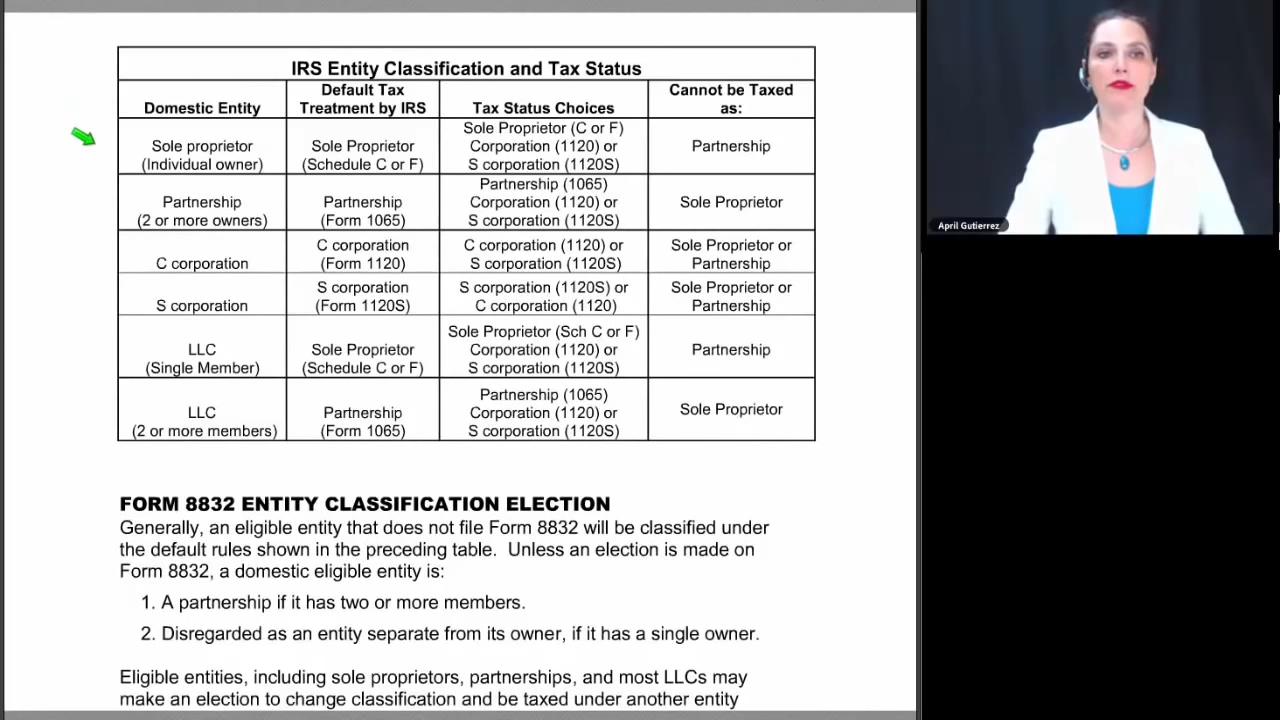 IRS Entity Classification and Tax Status
Domestic Entity
Default Tax
Treatment by IRS
Tax Status Choices
Cannot be Taxed
as:
Sole proprietor
(Individual owner)
Sole Proprietor
(Schedule C or F)
Sole Proprietor (C or F)
Corporation (1120) or
S corporation (1120S)
Partnership
Partnership
(2 or more owners)
Partnership
(Form 1065)
Partnership (1065)
Corporation (1120) or
S corporation (1120S)
Sole Proprietor
C corporation
C corporation
(Form 1120)
C corporation (1120) or
S corporation (1120S)
Sole Proprietor or
Partnership
S corporation
S corporation
(Form 1120S)
S corporation (1120S) or
C corporation (1120)
Sole Proprietor or
Partnership
LLC
(Single Member)
Sole Proprietor
(Schedule C or F)
Sole Proprietor (Sch C or F)
Corporation (1120) or
S corporation (1120S)
Partnership
LLC
(2 or more members)
Partnership
(Form 1065)
Partnership (1065)
Corporation (1120) or
S corporation (1120S)
Sole Proprietor
FORM 8832 ENTITY CLASSIFICATION ELECTION
Generally, an eligible entity that does not file Form 8832 will be classified under
the default rules shown in the preceding table. Unless an election is made on
Form 8832, a domestic eligible entity is:
1. A partnership if it has two or more members.
2. Disregarded as an entity separate from its owner, if it has a single owner.
Eligible entities, including sole proprietors, partnerships, and most LLCs may
make an election to change classification and be taxed under another entity
April Gutierrez